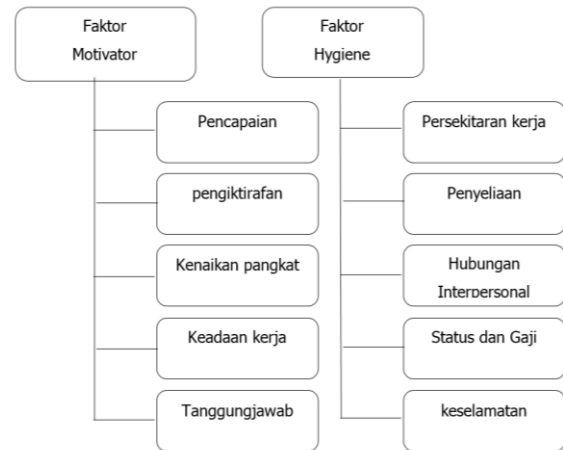 Faktor
Motivator
Pencapaian
pengiktirafan
Kenaikan pangkat
Keadaan kerja
Tanggungjawab
Faktor
Hygiene
Persekitaran kerja
Penyeliaan
Hubungan
Interpersonal
Status dan Gaji
keselamatan